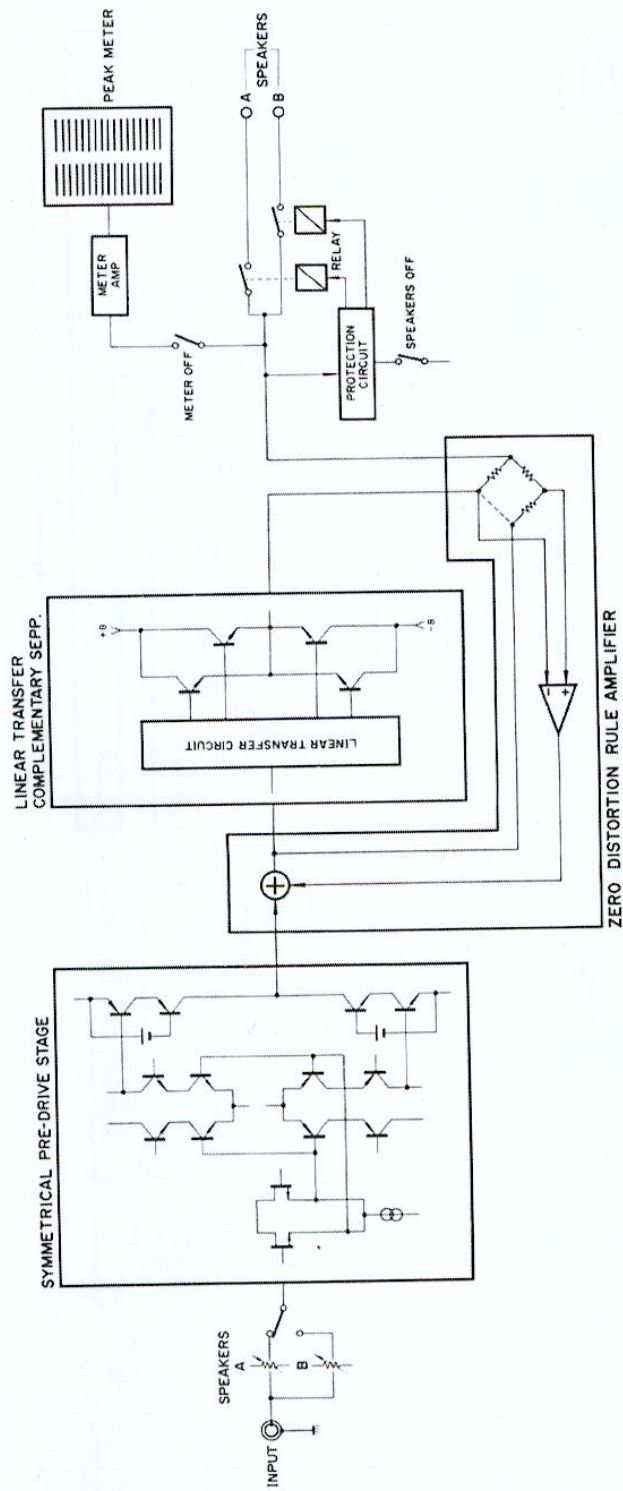 INPUT
SPEAKERS
A
B
SYMMETRICAL PRE-DRIVE STAGE
LINEAR TRANSFER
COMPLEMENTARY SEPP.
LINEAR TRANSFER CIRCUIT
+B
-B
ZERO DISTORTION RULE AMPLIFIER
-
+
METER OFF
METER
AMP
PEAK METER
PROTECTION
CIRCUIT
SPEAKERS OFF
RELAY
A
B
SPEAKERS